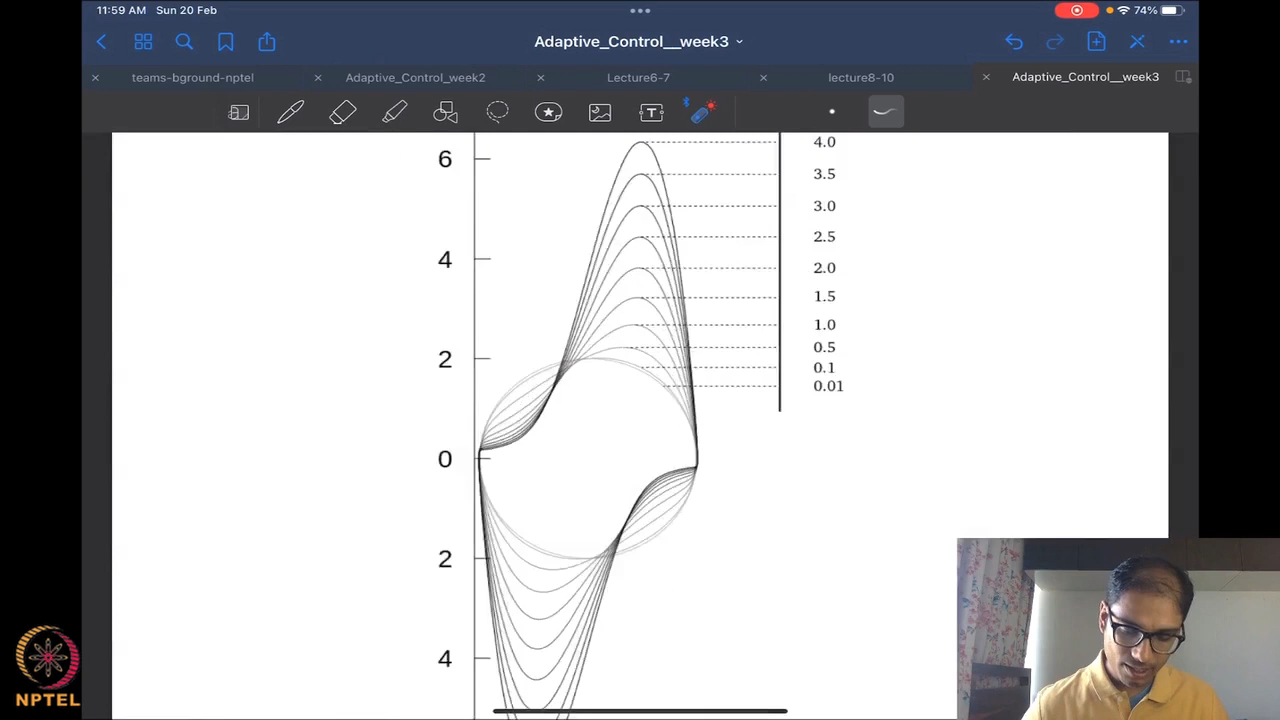 11:59 AM Sun 20 Feb
74%
Adaptive_Control__week3
teams-bground-nptel
Adaptive_Control_week2
Lecture6-7
lecture8-10
Adaptive_Control__week3
T
6
4
2
0
2
4
4.0
3.5
3.0
2.5
2.0
1.5
1.0
0.5
0.1
0.01
NPTEL